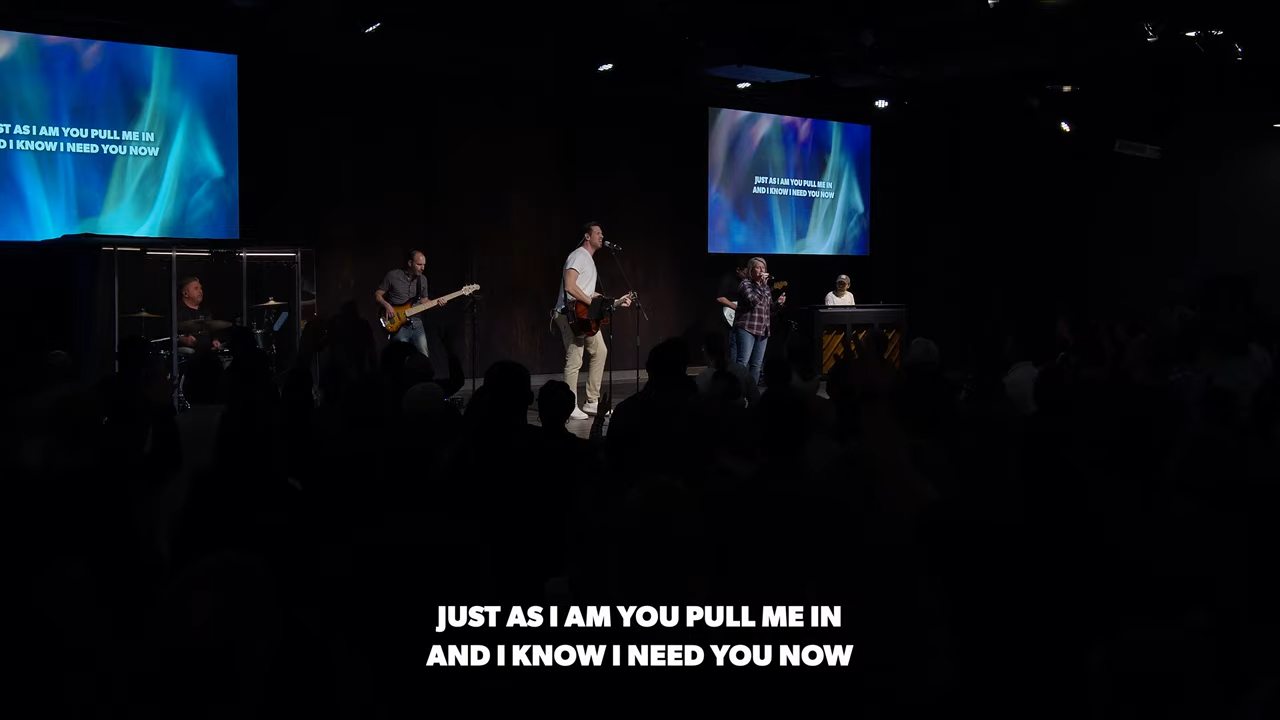 ST AS I AM YOU PULL ME IN
D I KNOW I NEED YOU NOW
JUST AS I AM YOU PULL ME IN
AND I KNOW I NEED YOU NOW
JUST AS I AM YOU PULL ME IN
AND I KNOW I NEED YOU NOW